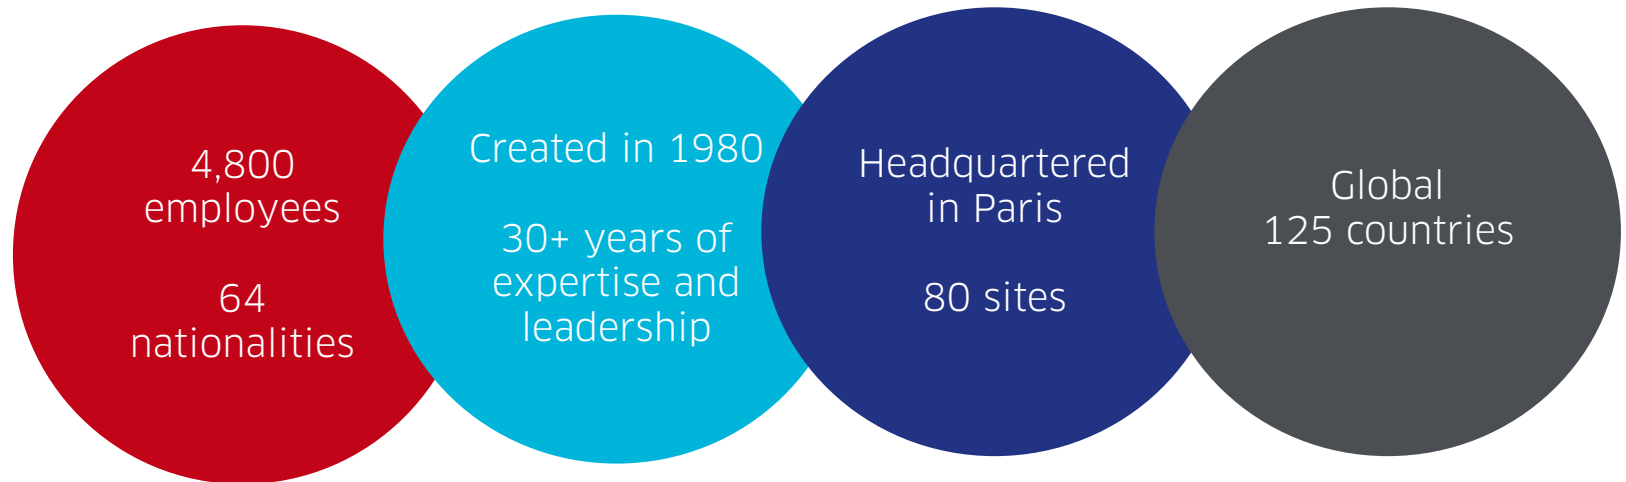 4,800
employees
64
nationalities
Created in 1980
30+ years of
expertise and
leadership
Headquartered
in Paris
80 sites
Global
125 countries